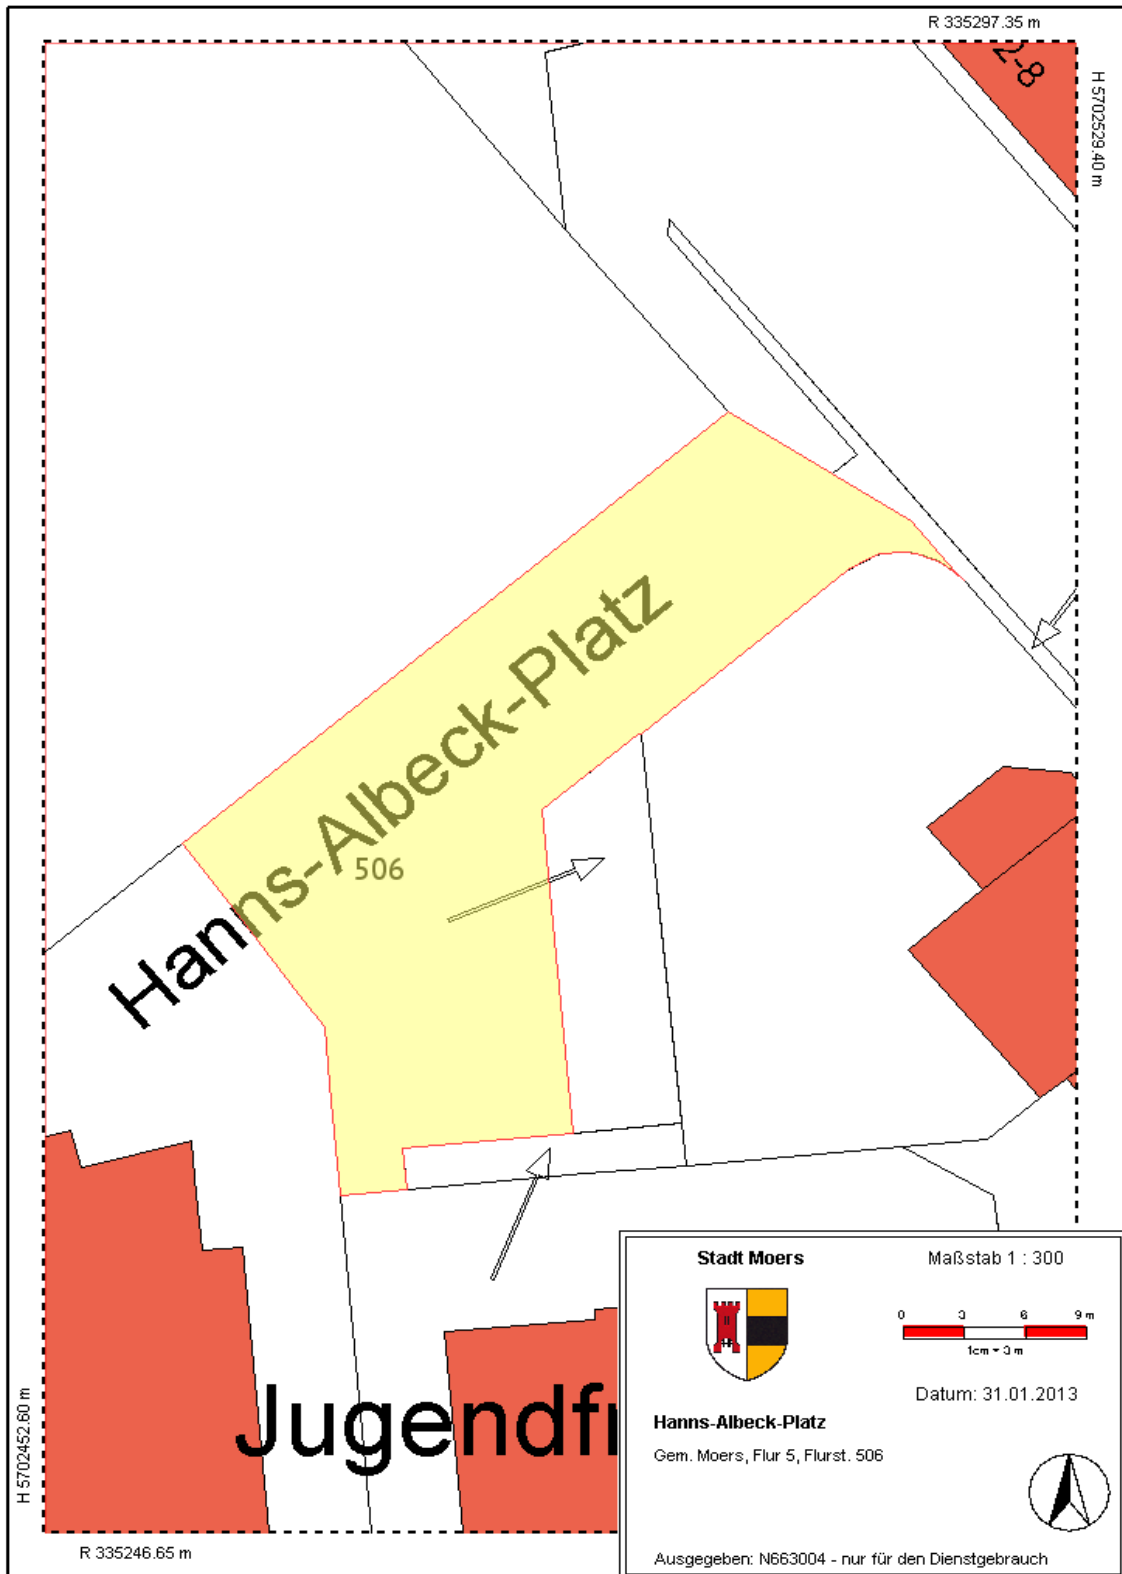 R 335297.35 m
H 5702529.40 m
2-8
Hanns-Albeck-Platz
506
Jugendfr
H 5702452.60 m
R 335246.65 m
Stadt Moers
Maßstab 1 : 300
0 3 6 9 m
1cm = 3 m
Datum: 31.01.2013
Hanns-Albeck-Platz
Gem. Moers, Flur 5, Flurst. 506
Ausgegeben: N663004 - nur für den Dienstgebrauch